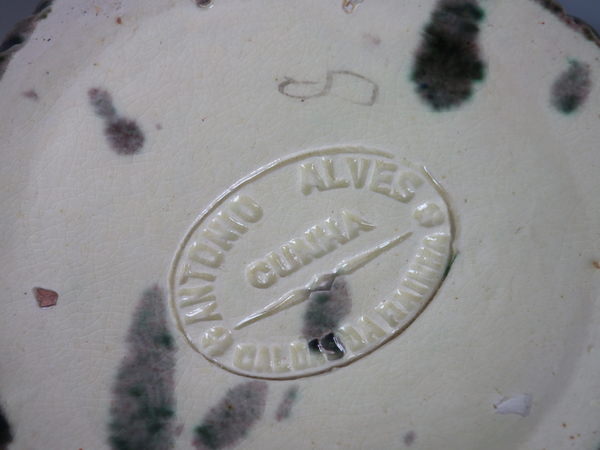 ANTONIO ALVES
CUNHA
CALDAS DA RAINHA